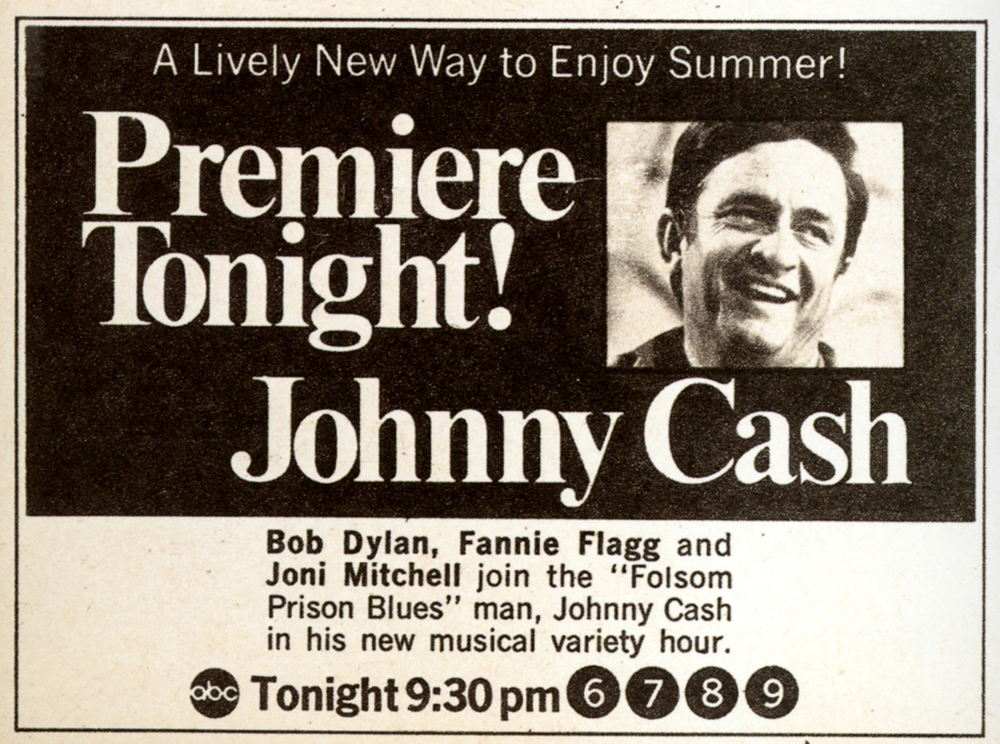 A Lively New Way to Enjoy Summer!
Premiere
Tonight!
Johnny Cash
Bob Dylan, Fannie Flagg and
Joni Mitchell join the “Folsom
Prison Blues” man, Johnny Cash
in his new musical variety hour.
abc Tonight 9:30 pm 6 7 8 9